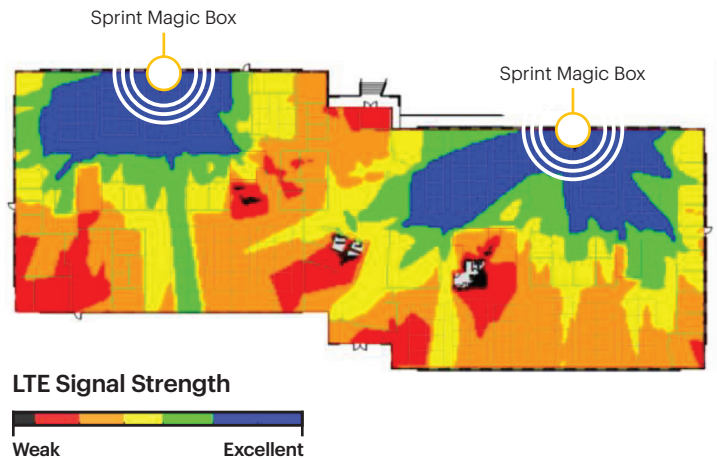 Sprint Magic Box
Sprint Magic Box
LTE Signal Strength
Weak Excellent